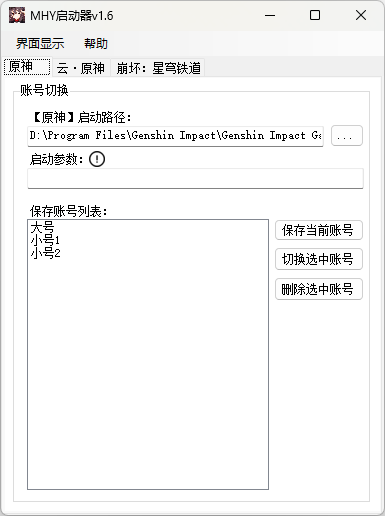 MHY启动器v1.6
界面显示 帮助
原神 云·原神 崩坏：星穹铁道
账号切换
【原神】启动路径：
D:\Program Files\Genshin Impact\Genshin Impact Ga
...
启动参数：
保存账号列表：
大号
小号1
小号2
保存当前账号
切换选中账号
删除选中账号